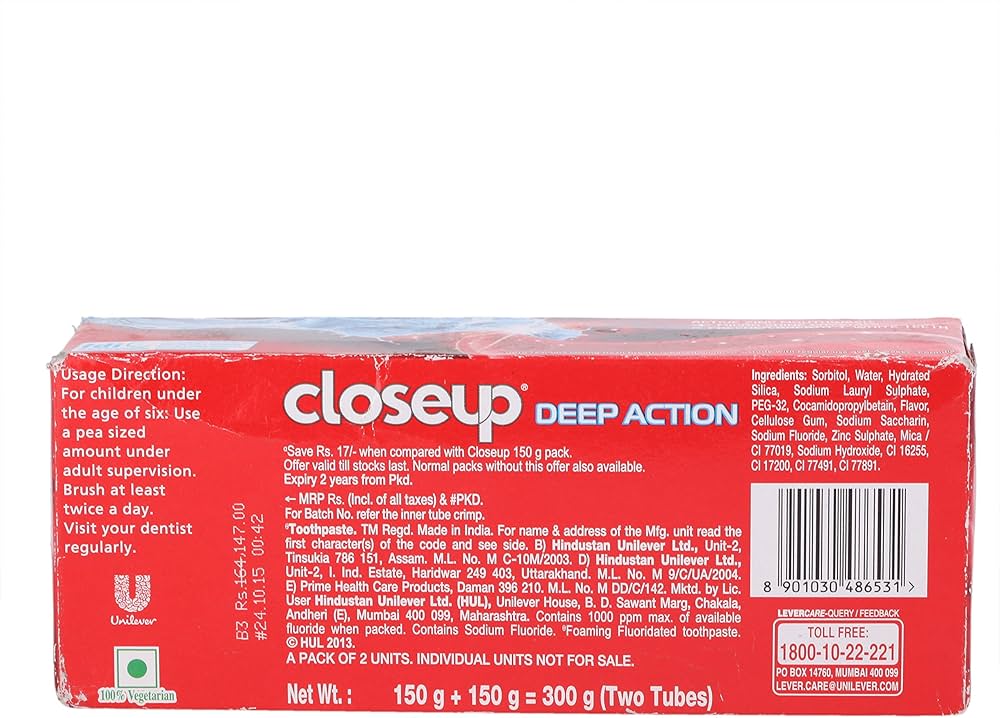 Usage Direction:
For children under
the age of six: Use
a pea sized
amount under
adult supervision.
Brush at least
twice a day.
Visit your dentist
regularly.
Unilever
100% Vegetarian
B3 Rs.164.147.00
#24.10.15 00:42
closeup® DEEP ACTION
"Save Rs. 17/- when compared with Closeup 150 g pack.
Offer valid till stocks last. Normal packs without this offer also available.
Expiry 2 years from Pkd.
← MRP Rs. (Incl. of all taxes) & #PKD.
For Batch No. refer the inner tube crimp.
"Toothpaste. TM Regd. Made in India. For name & address of the Mfg. unit read the
first character(s) of the code and see side. B) Hindustan Unilever Ltd., Unit-2,
Tinsukia 786 151, Assam. M.L. No. M C-10M/2003. D) Hindustan Unilever Ltd.,
Unit-2, I. Ind. Estate, Haridwar 249 403, Uttarakhand. M.L. No. M 9/C/UA/2004.
E) Prime Health Care Products, Daman 396 210. M.L. No. M DD/C/142. Mktd. by Lic.
User Hindustan Unilever Ltd. (HUL), Unilever House, B. D. Sawant Marg, Chakala,
Andheri (E), Mumbai 400 099, Maharashtra. Contains 1000 ppm max. of available
fluoride when packed. Contains Sodium Fluoride. "Foaming Fluoridated toothpaste.
© HUL 2013.
A PACK OF 2 UNITS. INDIVIDUAL UNITS NOT FOR SALE.
Net Wt. : 150 g + 150 g = 300 g (Two Tubes)
Ingredients: Sorbitol, Water, Hydrated
Silica, Sodium Lauryl Sulphate,
PEG-32, Cocamidopropylbetain, Flavor,
Cellulose Gum, Sodium Saccharin,
Sodium Fluoride, Zinc Sulphate, Mica /
CI 77019, Sodium Hydroxide, CI 16255,
CI 17200, CI 77491, CI 77891.
8 901030 486531 >
LEVERCARE-QUERY / FEEDBACK
TOLL FREE:
1800-10-22-221
PO BOX 14760, MUMBAI 400 099
LEVER.CARE@UNILEVER.COM